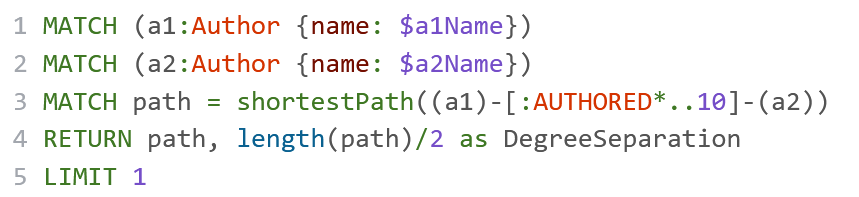 1 MATCH (a1:Author {name: $a1Name})
2 MATCH (a2:Author {name: $a2Name})
3 MATCH path = shortestPath((a1)-[:AUTHORED*..10]-(a2))
4 RETURN path, length(path)/2 as DegreeSeparation
5 LIMIT 1